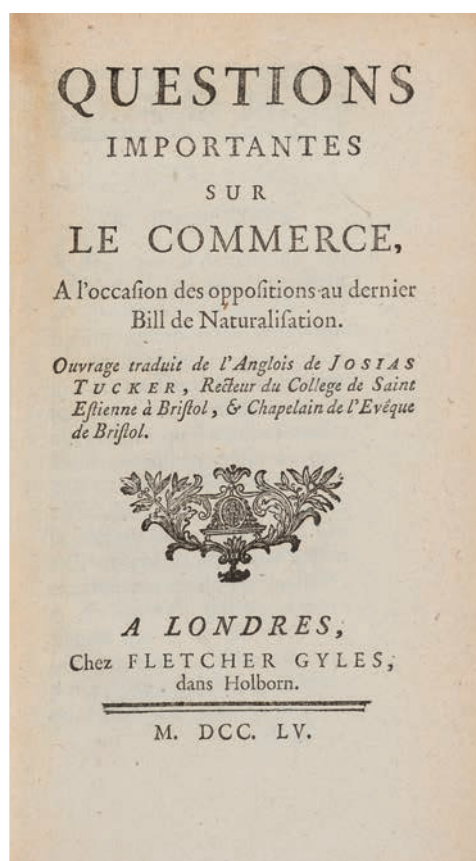 QUESTIONS
IMPORTANTES
SUR
LE COMMERCE,
A l'occaſion des oppoſitions au dernier
Bill de Naturaliſation.
Ouvrage traduit de l'Anglois de JOSIAS
TUCKER, Recteur du College de Saint
Eſtienne à Briſtol, & Chapelain de l'Evêque
de Briſtol.
A LONDRES,
Chez FLETCHER GYLES,
dans Holborn.
M. DCC. LV.